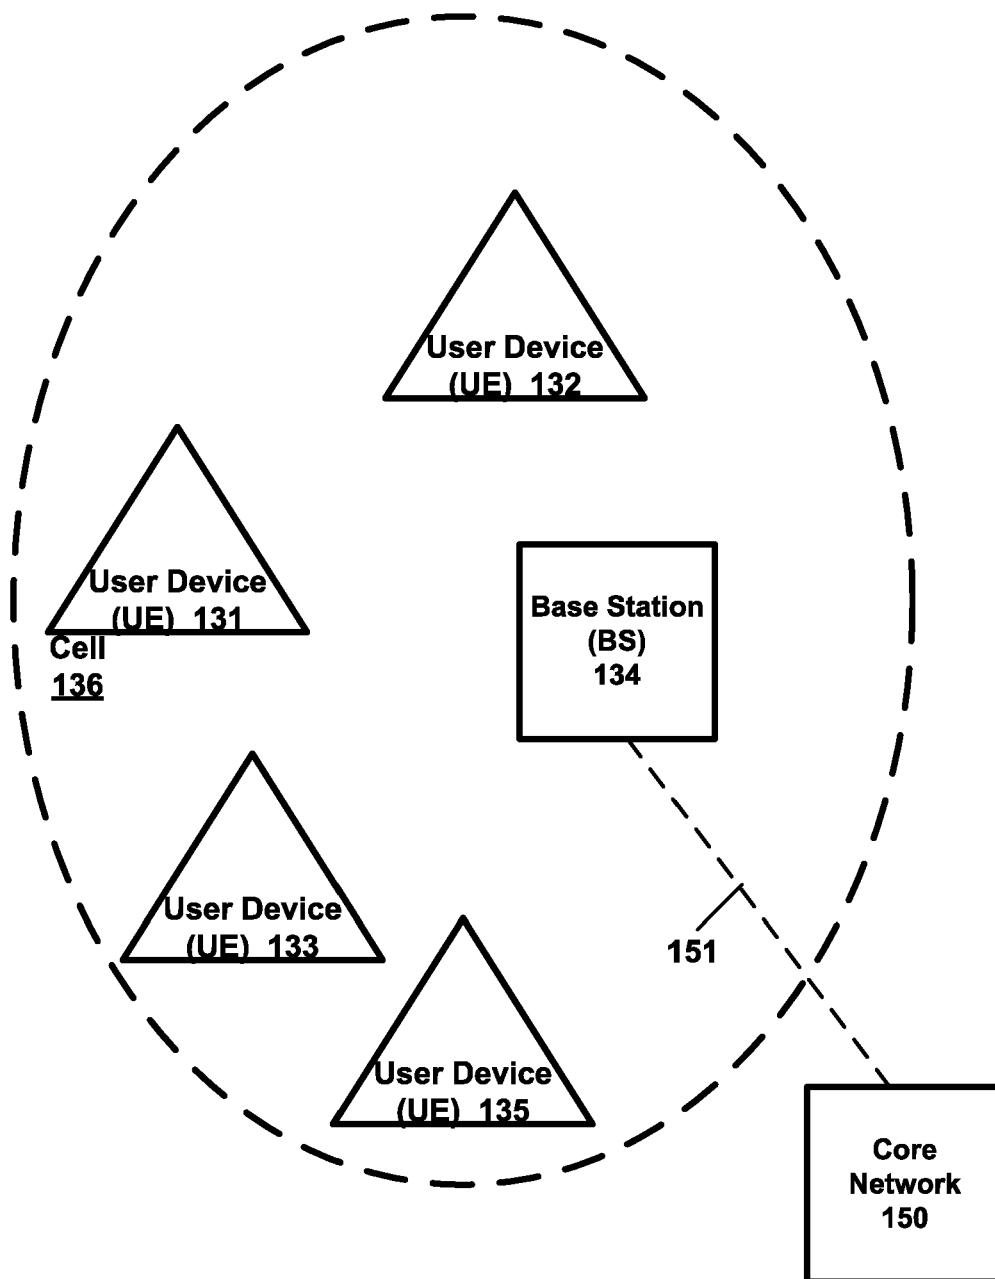 User Device
(UE) 132
User Device
(UE) 131
Cell
136
Base Station
(BS)
134
User Device
(UE) 133
151
User Device
(UE) 135
Core
Network
150